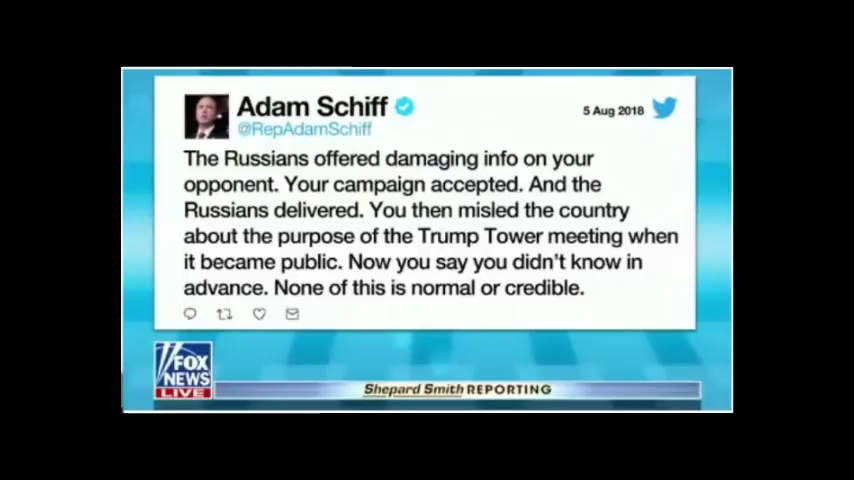 Adam Schiff
5 Aug 2018
@RepAdamSchiff
The Russians offered damaging info on your
opponent. Your campaign accepted. And the
Russians delivered. You then misled the country
about the purpose of the Trump Tower meeting when
it became public. Now you say you didn't know in
advance. None of this is normal or credible.
FOX
NEWS
LIVE
Shepard Smith REPORTING